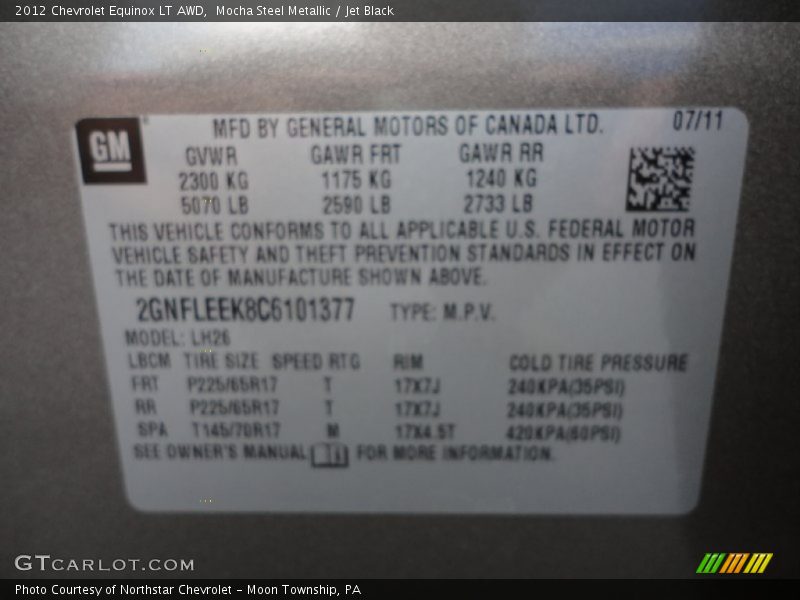 2012 Chevrolet Equinox LT AWD,  Mocha Steel Metallic / Jet Black
GM
MFD BY GENERAL MOTORS OF CANADA LTD. 07/11
GVWR GAWR FRT GAWR RR
2300 KG 1175 KG 1240 KG
5070 LB 2590 LB 2733 LB
THIS VEHICLE CONFORMS TO ALL APPLICABLE U.S. FEDERAL MOTOR
VEHICLE SAFETY AND THEFT PREVENTION STANDARDS IN EFFECT ON
THE DATE OF MANUFACTURE SHOWN ABOVE.
2GNFLEEK8C6101377 TYPE: M.P.V.
MODEL: LH26
LBCM TIRE SIZE SPEED RTG RIM COLD TIRE PRESSURE
FRT P225/65R17 T 17X7J 240KPA(35PSI)
RR P225/65R17 T 17X7J 240KPA(35PSI)
SPA T145/70R17 M 17X4.5T 420KPA(60PSI)
SEE OWNER'S MANUAL FOR MORE INFORMATION.
GTCARLOT.COM
Photo Courtesy of Northstar Chevrolet - Moon Township, PA